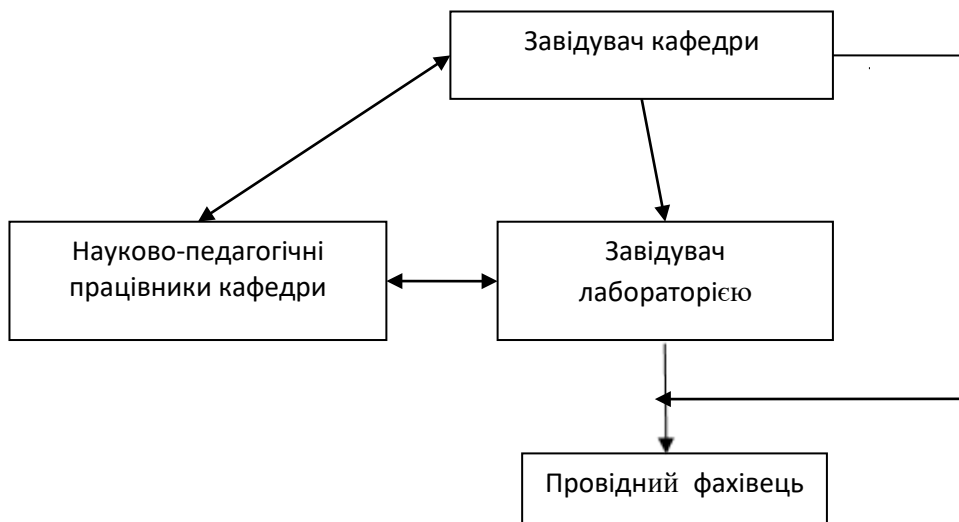 Завідувач кафедри
Науково-педагогічні
працівники кафедри
Завідувач
лабораторією
Провідний фахівець